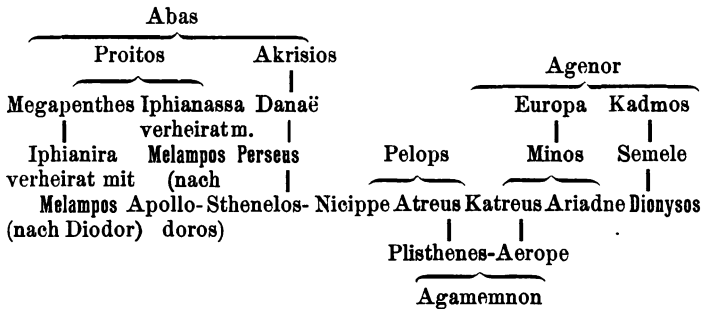 Abas
Proitos Akrisios
Agenor
Megapenthes Iphianassa Danaë Europa Kadmos
verheirat m.
Iphianira Melampos Perseus Pelops Minos Semele
verheirat mit (nach
Melampos Apollo- Sthenelos- Nicippe Atreus Katreus Ariadne Dionysos
(nach Diodor) doros)
Plisthenes-Aerope
Agamemnon